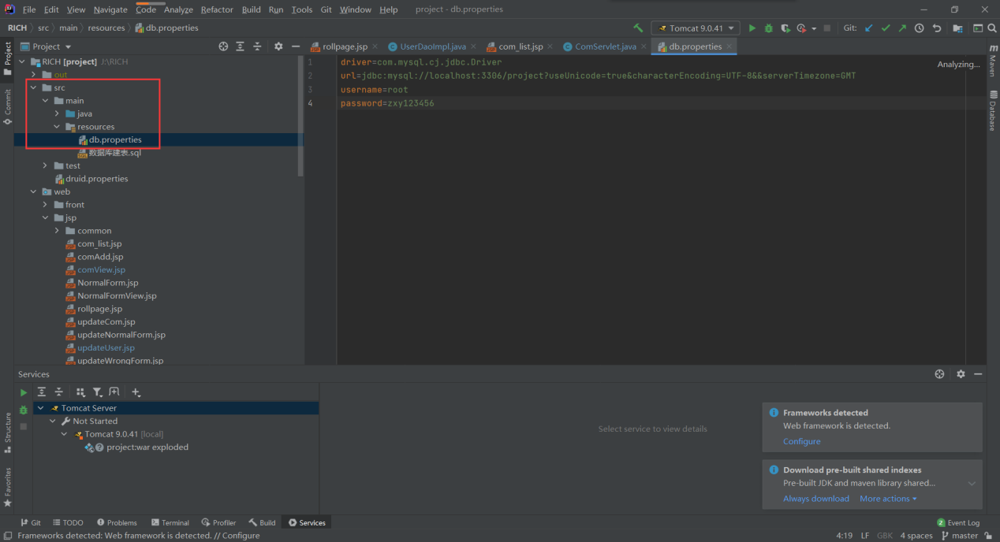 File Edit View Navigate Code Analyze Refactor Build Run Tools Git Window Help project - db.properties
RICH src main resources db.properties Tomcat 9.0.41 Git:
Project rollpage.jsp UserDaoImpl.java com_list.jsp ComServlet.java db.properties
RICH [project] J:\RICH
out
src
main
java
resources
db.properties
数据库建表.sql
test
druid.properties
web
front
jsp
common
com_list.jsp
comAdd.jsp
comView.jsp
NormalForm.jsp
NormalFormView.jsp
rollpage.jsp
updateCom.jsp
updateNormalForm.jsp
updateUser.jsp
updateWrongForm.jsp
1 driver=com.mysql.cj.jdbc.Driver
2 url=jdbc:mysql://localhost:3306/project?useUnicode=true&characterEncoding=UTF-8&&serverTimezone=GMT
3 username=root
4 password=zxy123456
Analyzing...
Project
Commit
Structure
Favorites
m
Maven
Database
Services
Tomcat Server
Not Started
Tomcat 9.0.41 [local]
project:war exploded
Select service to view details
Frameworks detected
Web framework is detected.
Configure
Download pre-built shared indexes
Pre-built JDK and maven library shared...
Always download More actions
Git TODO Problems Terminal Profiler Build Services 2 Event Log
Frameworks detected: Web framework is detected. // Configure 4:19 LF GBK 4 spaces master